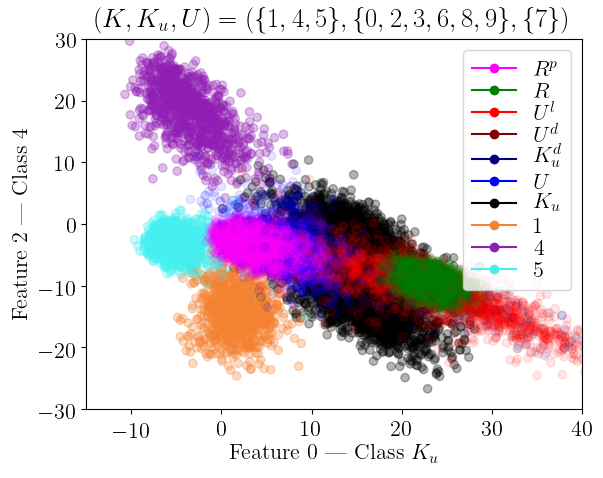 (K, K_u, U) = ({1, 4, 5}, {0, 2, 3, 6, 8, 9}, {7})
30
20
10
0
−10
−20
−30
Feature 2 — Class 4
R^p
R
U^l
U^d
K_u^d
U
K_u
1
4
5
−10
0
10
20
30
40
Feature 0 — Class K_u